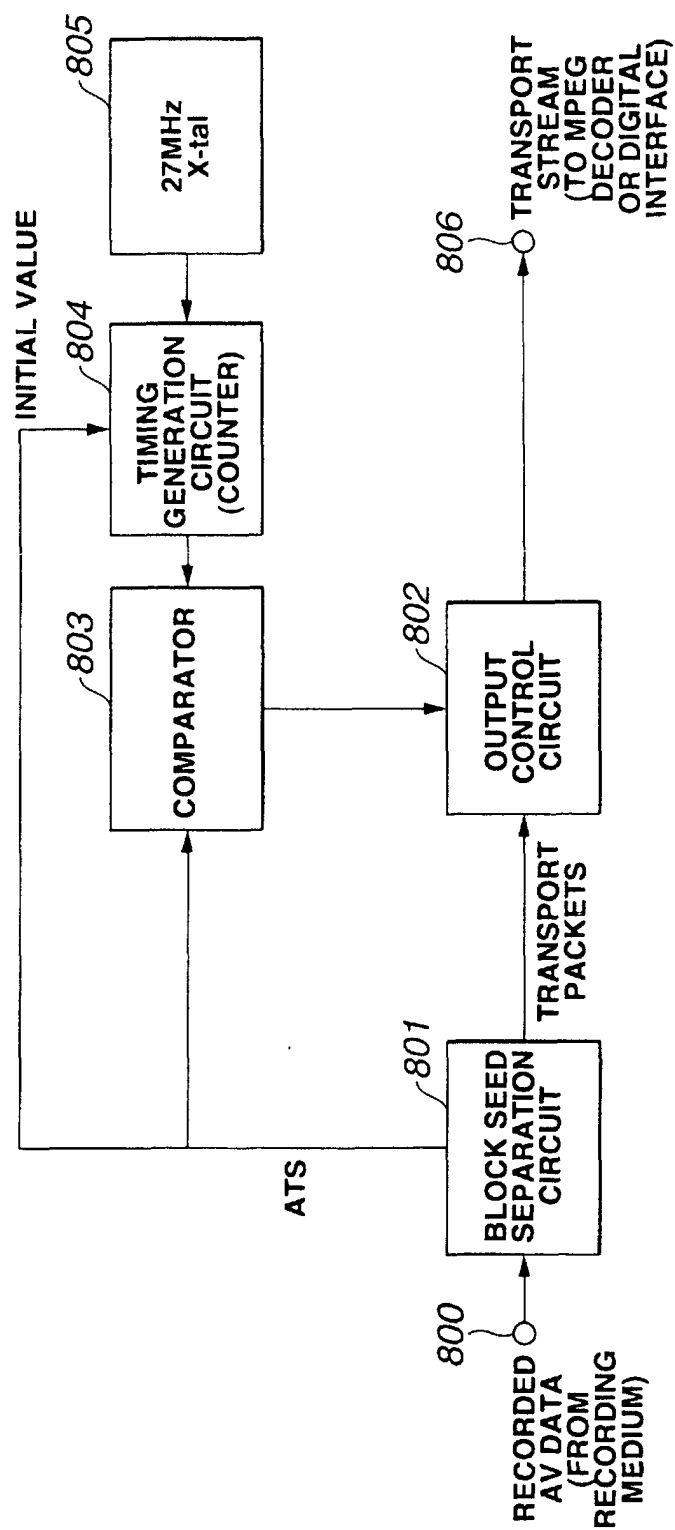 INITIAL VALUE
805
27MHz
X-tal
804
TIMING
GENERATION
CIRCUIT
(COUNTER)
803
COMPARATOR
ATS
800
RECORDED
AV DATA
(FROM
RECORDING
MEDIUM)
801
BLOCK SEED
SEPARATION
CIRCUIT
TRANSPORT
PACKETS
802
OUTPUT
CONTROL
CIRCUIT
806
TRANSPORT
STREAM
(TO MPEG
DECODER
OR DIGITAL
INTERFACE)